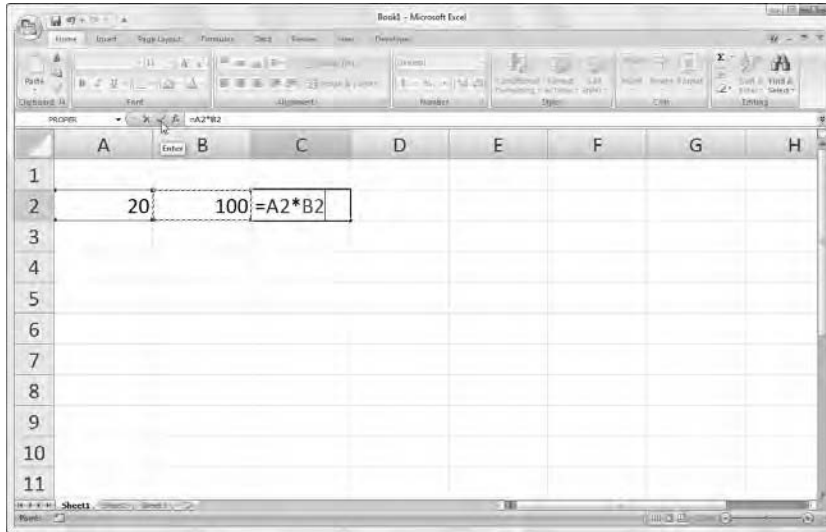 Book1 - Microsoft Excel
Home Insert Page Layout Formulas Data Review View Developer
Paste
Clipboard Font Alignment Number Styles Cells Editing
PROPER =A2*B2
Enter
A B C D E F G H
1
2 20 100 =A2*B2
3
4
5
6
7
8
9
10
11
Sheet1
Point